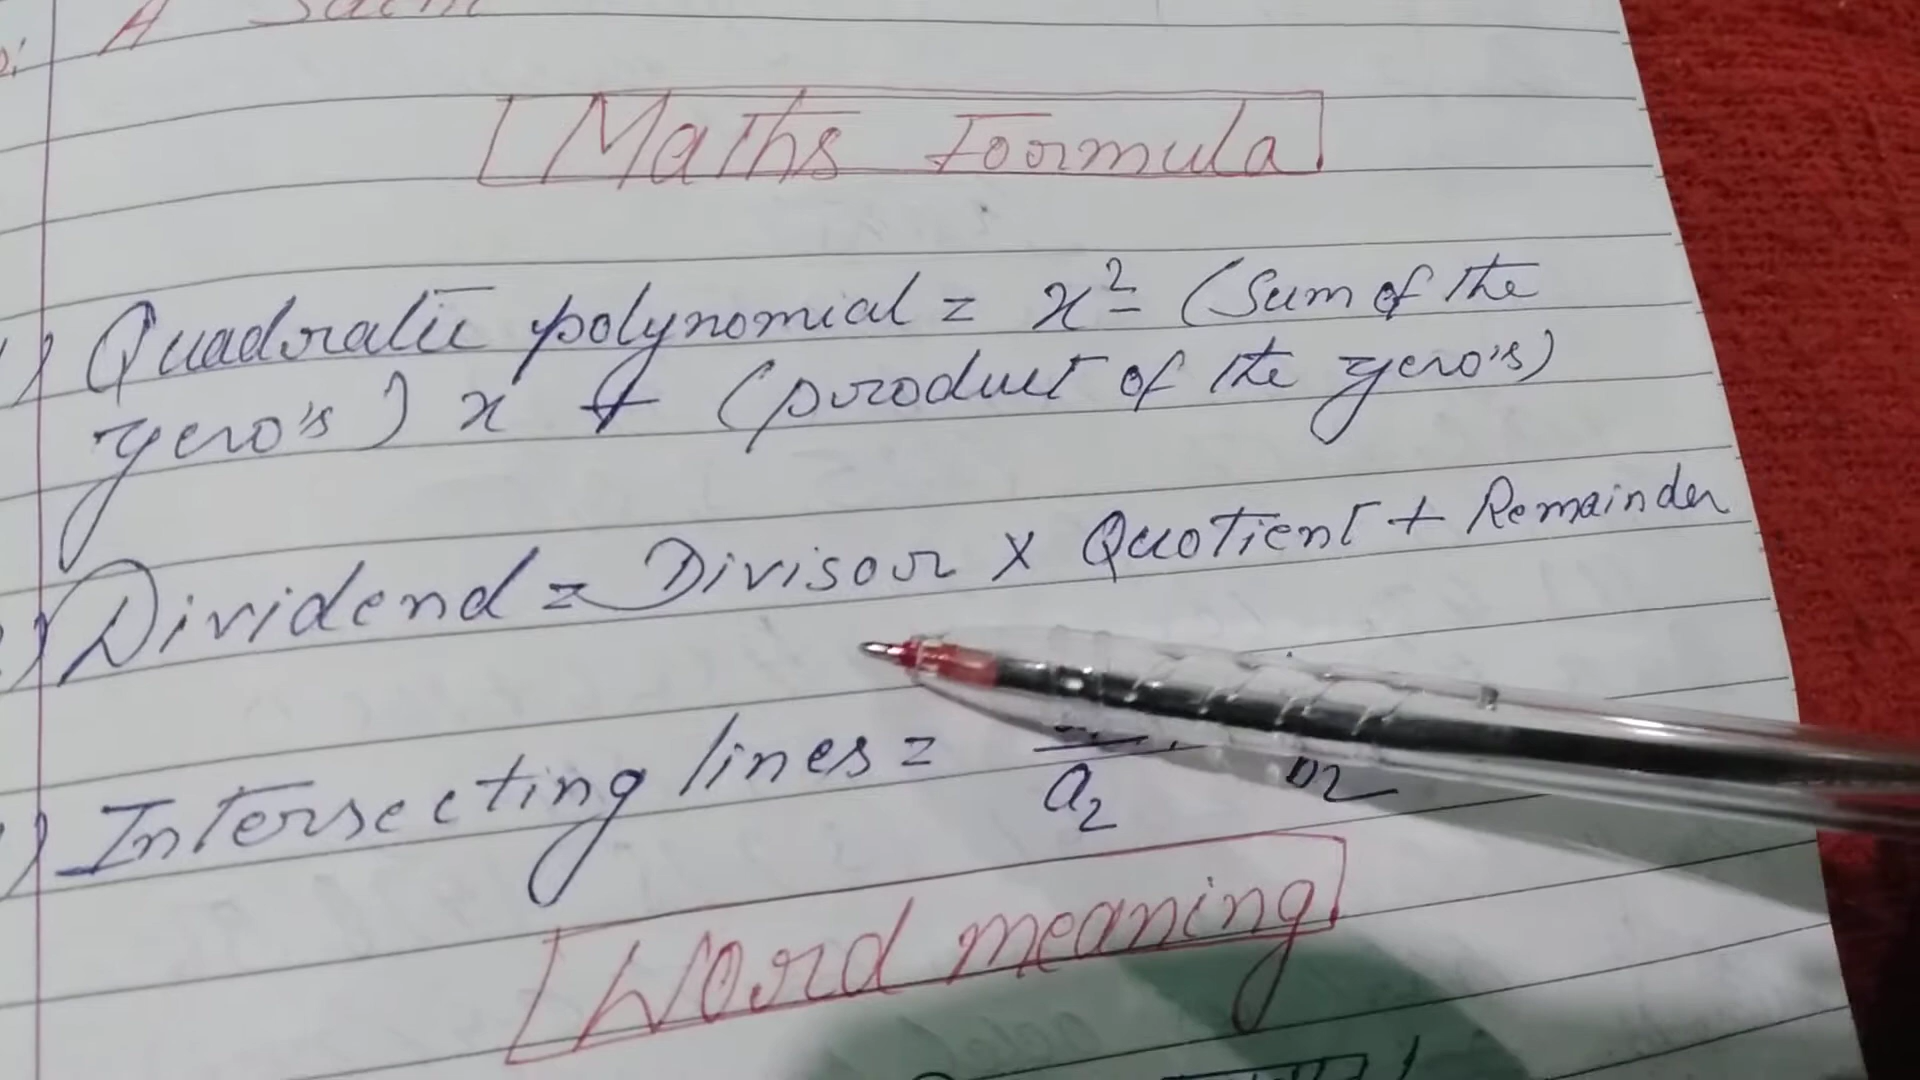 Maths Formula
Quadratic polynomial = x² - (Sum of the
zero's) x + (product of the zero's)
Dividend = Divisor x Quotient + Remainder
Intersecting lines =
a₂ b₂
Word meaning